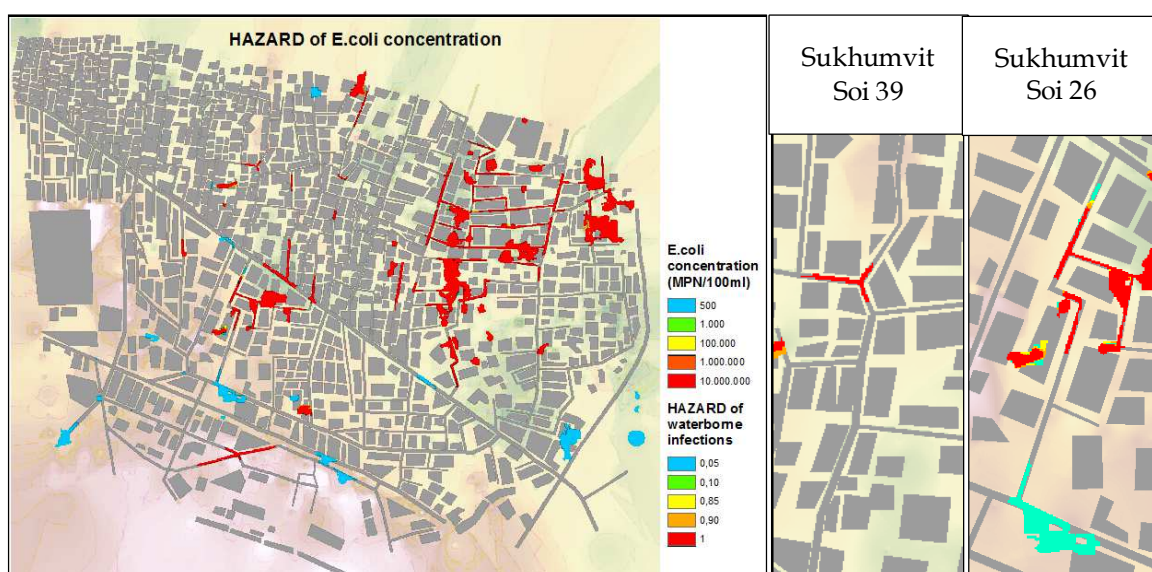 HAZARD of E.coli concentration
E.coli
concentration
(MPN/100ml)
500
1.000
100.000
1.000.000
10.000.000
HAZARD of
waterborne
infections
0,05
0,10
0,85
0,90
1
Sukhumvit
Soi 39
Sukhumvit
Soi 26